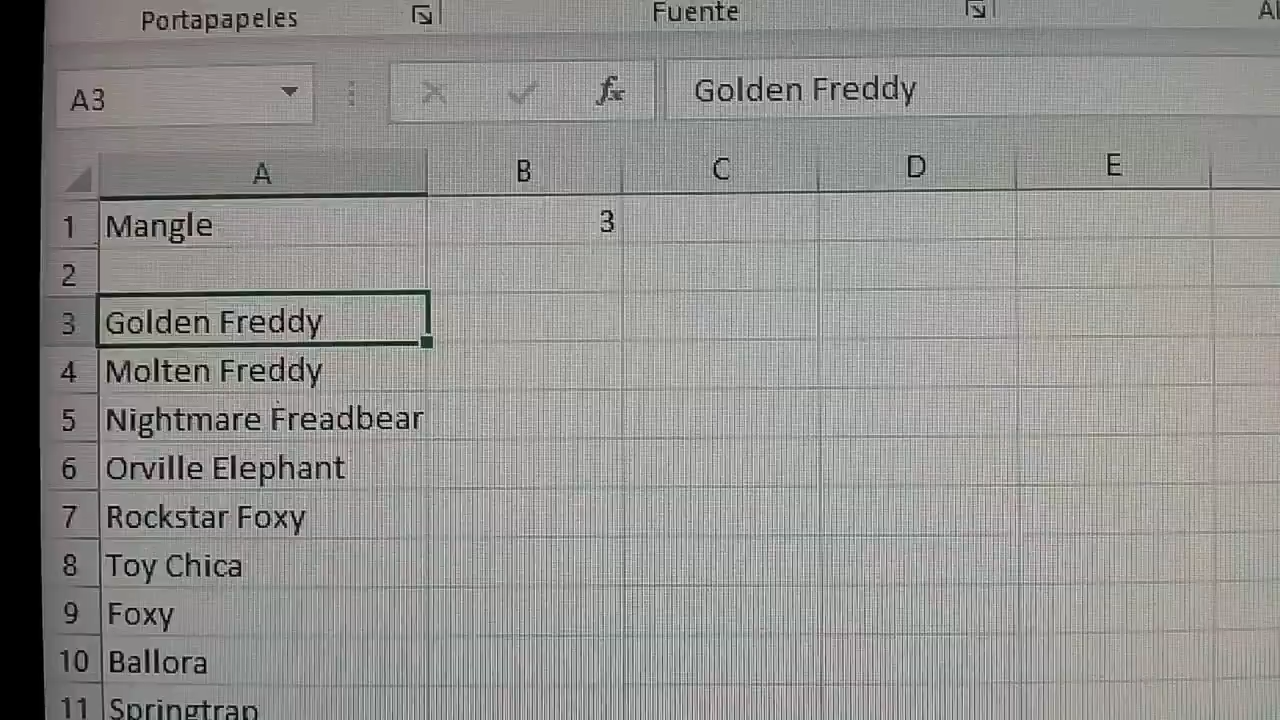 Portapapeles Fuente
A3 fx Golden Freddy
A B C D E
1 Mangle 3
2
3 Golden Freddy
4 Molten Freddy
5 Nightmare Freadbear
6 Orville Elephant
7 Rockstar Foxy
8 Toy Chica
9 Foxy
10 Ballora
11 Springtrap